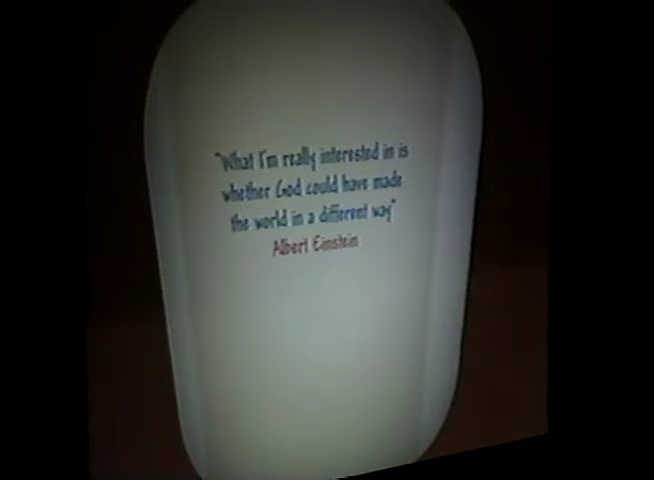 "What I'm really interested in is
whether God could have made
the world in a different way"
Albert Einstein